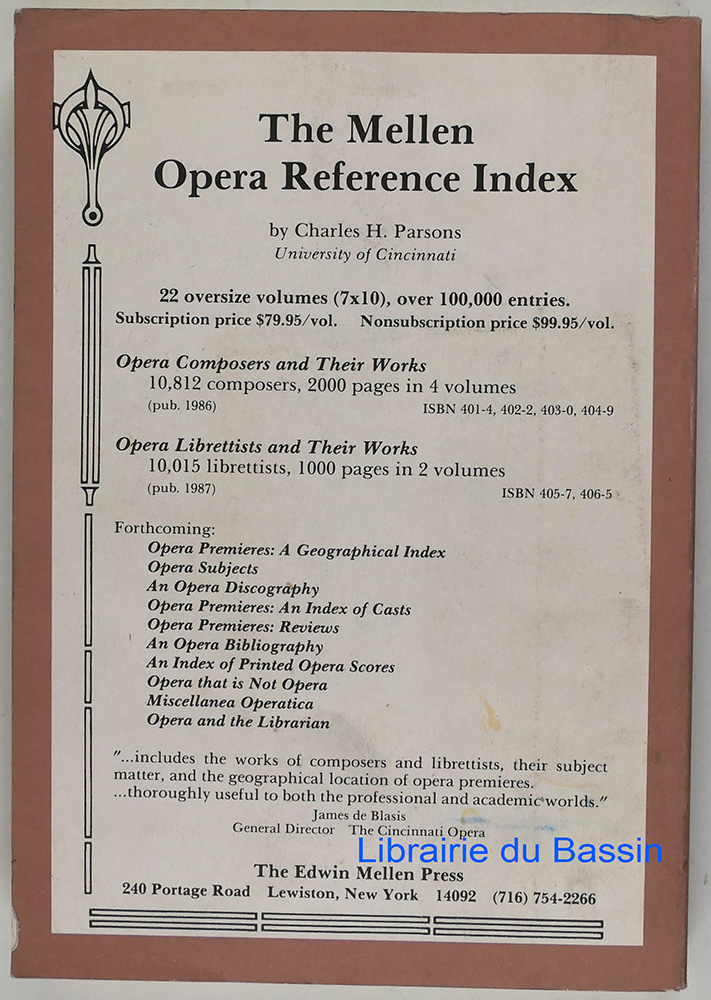 The Mellen
Opera Reference Index
by Charles H. Parsons
University of Cincinnati
22 oversize volumes (7x10), over 100,000 entries.
Subscription price $79.95/vol. Nonsubscription price $99.95/vol.
Opera Composers and Their Works
10,812 composers, 2000 pages in 4 volumes
(pub. 1986) ISBN 401-4, 402-2, 403-0, 404-9
Opera Librettists and Their Works
10,015 librettists, 1000 pages in 2 volumes
(pub. 1987) ISBN 405-7, 406-5
Forthcoming:
Opera Premieres: A Geographical Index
Opera Subjects
An Opera Discography
Opera Premieres: An Index of Casts
Opera Premieres: Reviews
An Opera Bibliography
An Index of Printed Opera Scores
Opera that is Not Opera
Miscellanea Operatica
Opera and the Librarian
"...includes the works of composers and librettists, their subject
matter, and the geographical location of opera premieres.
...thoroughly useful to both the professional and academic worlds."
James de Blasis
General Director The Cincinnati Opera
Librairie du Bassin
The Edwin Mellen Press
240 Portage Road Lewiston, New York 14092 (716) 754-2266